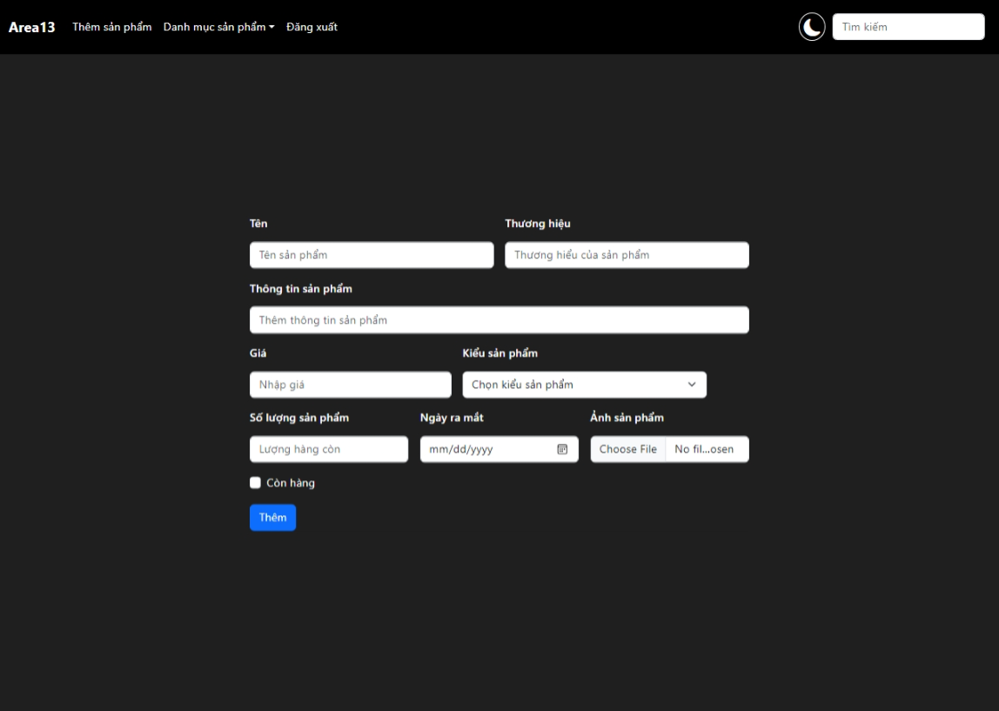 Area13 Thêm sản phẩm Danh mục sản phẩm Đăng xuất Tìm kiếm
Tên Thương hiệu
Tên sản phẩm Thương hiểu của sản phẩm
Thông tin sản phẩm
Thêm thông tin sản phẩm
Giá Kiểu sản phẩm
Nhập giá Chọn kiểu sản phẩm
Số lượng sản phẩm Ngày ra mắt Ảnh sản phẩm
Lượng hàng còn mm/dd/yyyy Choose File No fil...osen
Còn hàng
Thêm